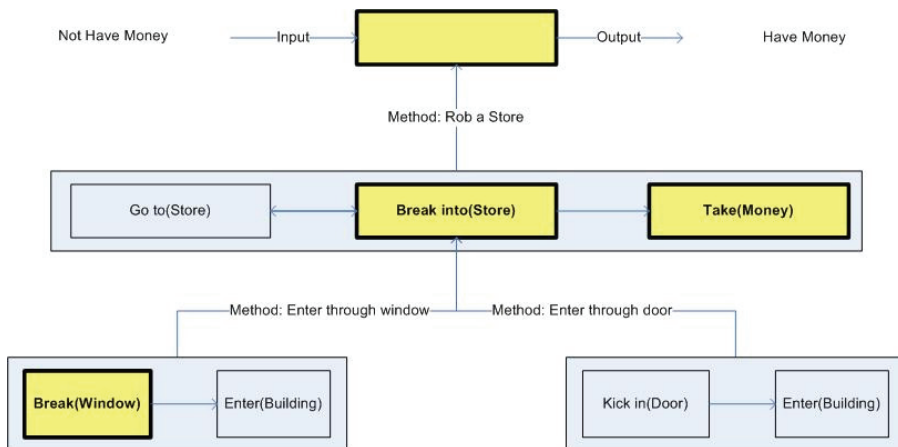 Not Have Money
Input
Output
Have Money
Method: Rob a Store
Go to(Store)
Break into(Store)
Take(Money)
Method: Enter through window
Method: Enter through door
Break(Window)
Enter(Building)
Kick in(Door)
Enter(Building)